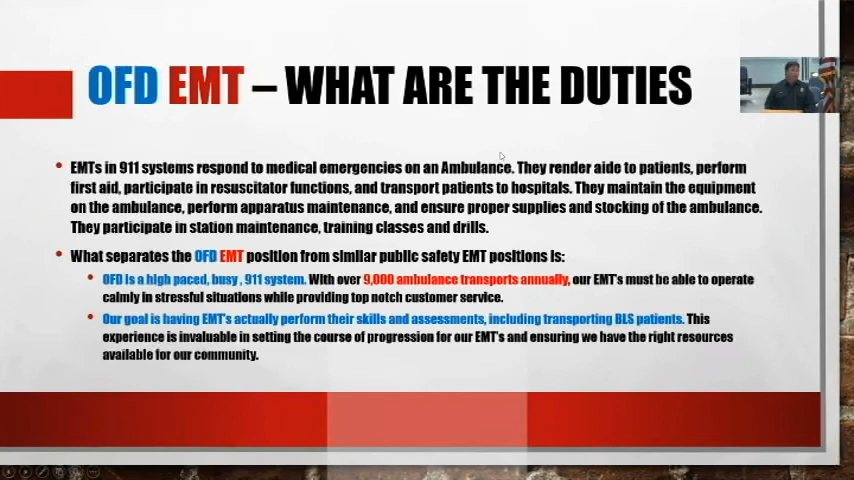 OFD EMT – WHAT ARE THE DUTIES
• EMTs in 911 systems respond to medical emergencies on an Ambulance. They render aide to patients, perform
first aid, participate in resuscitator functions, and transport patients to hospitals. They maintain the equipment
on the ambulance, perform apparatus maintenance, and ensure proper supplies and stocking of the ambulance.
They participate in station maintenance, training classes and drills.
• What separates the OFD EMT position from similar public safety EMT positions is:
• OFD is a high paced, busy , 911 system. With over 9,000 ambulance transports annually, our EMT's must be able to operate
calmly in stressful situations while providing top notch customer service.
• Our goal is having EMT's actually perform their skills and assessments, including transporting BLS patients. This
experience is invaluable in setting the course of progression for our EMT's and ensuring we have the right resources
available for our community.